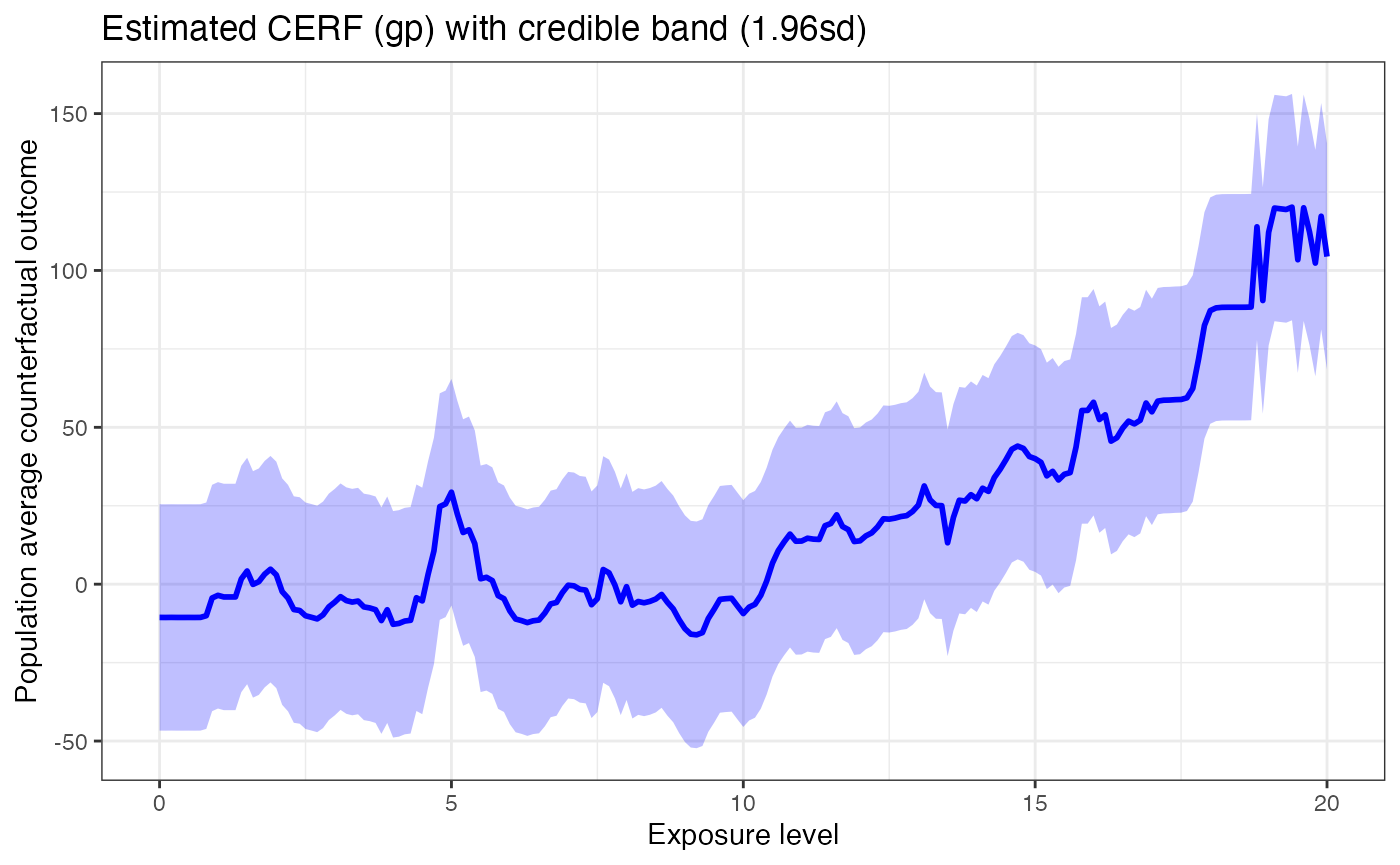 Estimated CERF (gp) with credible band (1.96sd)
Population average counterfactual outcome
150
100
50
0
-50
0 5 10 15 20
Exposure level